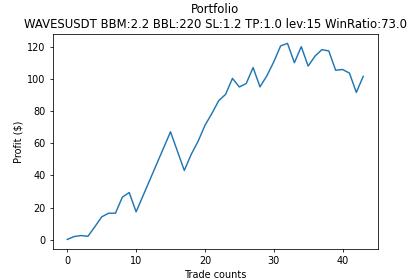 Portfolio
WAVESUSDT BBM:2.2 BBL:220 SL:1.2 TP:1.0 lev:15 WinRatio:73.0
120
100
80
60
40
20
0
Profit ($)
0 10 20 30 40
Trade counts